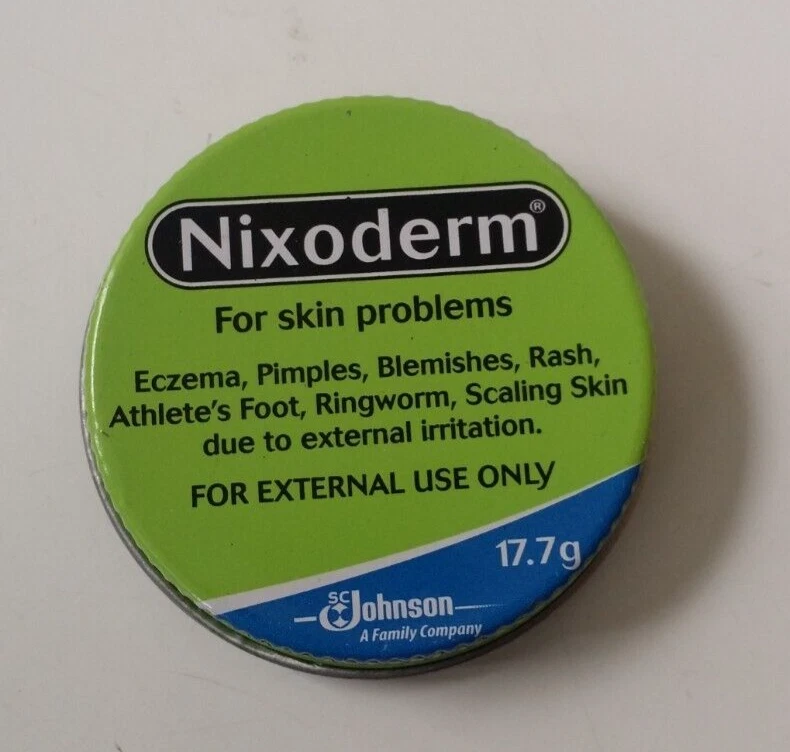 Nixoderm®
For skin problems
Eczema, Pimples, Blemishes, Rash,
Athlete's Foot, Ringworm, Scaling Skin
due to external irritation.
FOR EXTERNAL USE ONLY
17.7g
SC Johnson
A Family Company